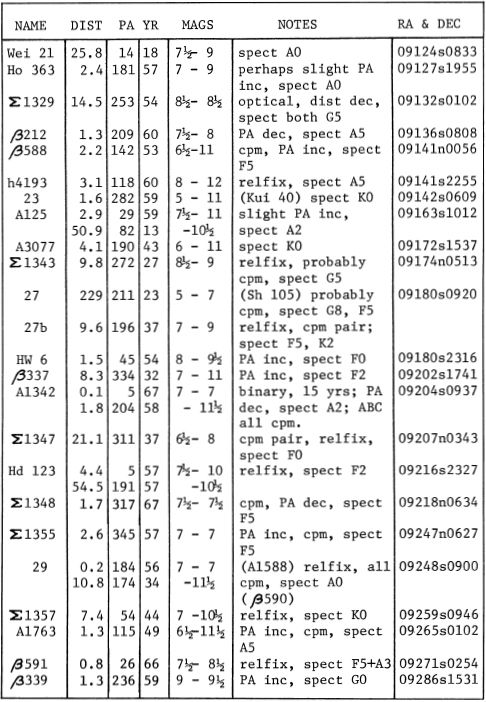 NAME DIST PA YR MAGS NOTES RA & DEC
Wei 21 25.8 14 18 7½- 9 spect A0 09124s0833
Ho 363 2.4 181 57 7 - 9 perhaps slight PA 09127s1955
inc, spect A0
Σ1329 14.5 253 54 8½- 8½ optical, dist dec, 09132s0102
spect both G5
β212 1.3 209 60 7½- 8 PA dec, spect A5 09136s0808
β588 2.2 142 53 6½-11 cpm, PA inc, spect 09141n0056
F5
h4193 3.1 118 60 8 - 12 relfix, spect A5 09141s2255
23 1.6 282 59 5 - 11 (Kui 40) spect K0 09142s0609
A125 2.9 29 59 7½- 11 slight PA inc, 09163s1012
50.9 82 13 -10½ spect A2
A3077 4.1 190 43 6 - 11 spect K0 09172s1537
Σ1343 9.8 272 27 8½- 9 relfix, probably 09174n0513
cpm, spect G5
27 229 211 23 5 - 7 (Sh 105) probably 09180s0920
cpm, spect G8, F5
27b 9.6 196 37 7 - 9 relfix, cpm pair;
spect F5, K2
HW 6 1.5 45 54 8 - 9½ PA inc, spect F0 09180s2316
β337 8.3 334 32 7 - 11 PA inc, spect F2 09202s1741
A1342 0.1 5 67 7 - 7 binary, 15 yrs; PA 09204s0937
1.8 204 58 - 11½ dec, spect A2; ABC
all cpm.
Σ1347 21.1 311 37 6½- 8 cpm pair, relfix, 09207n0343
spect F0
Hd 123 4.4 5 57 7½- 10 relfix, spect F2 09216s2327
54.5 191 57 -10½
Σ1348 1.7 317 67 7½- 7½ cpm, PA dec, spect 09218n0634
F5
Σ1355 2.6 345 57 7 - 7 PA inc, cpm, spect 09247n0627
F5
29 0.2 184 56 7 - 7 (A1588) relfix, all 09248s0900
10.8 174 34 -11½ cpm, spect A0
(β590)
Σ1357 7.4 54 44 7 -10½ relfix, spect K0 09259s0946
A1763 1.3 115 49 6½-11½ PA inc, cpm, spect 09265s0102
A5
β591 0.8 26 66 7½- 8½ relfix, spect F5+A3 09271s0254
β339 1.3 236 59 9 - 9½ PA inc, spect G0 09286s1531